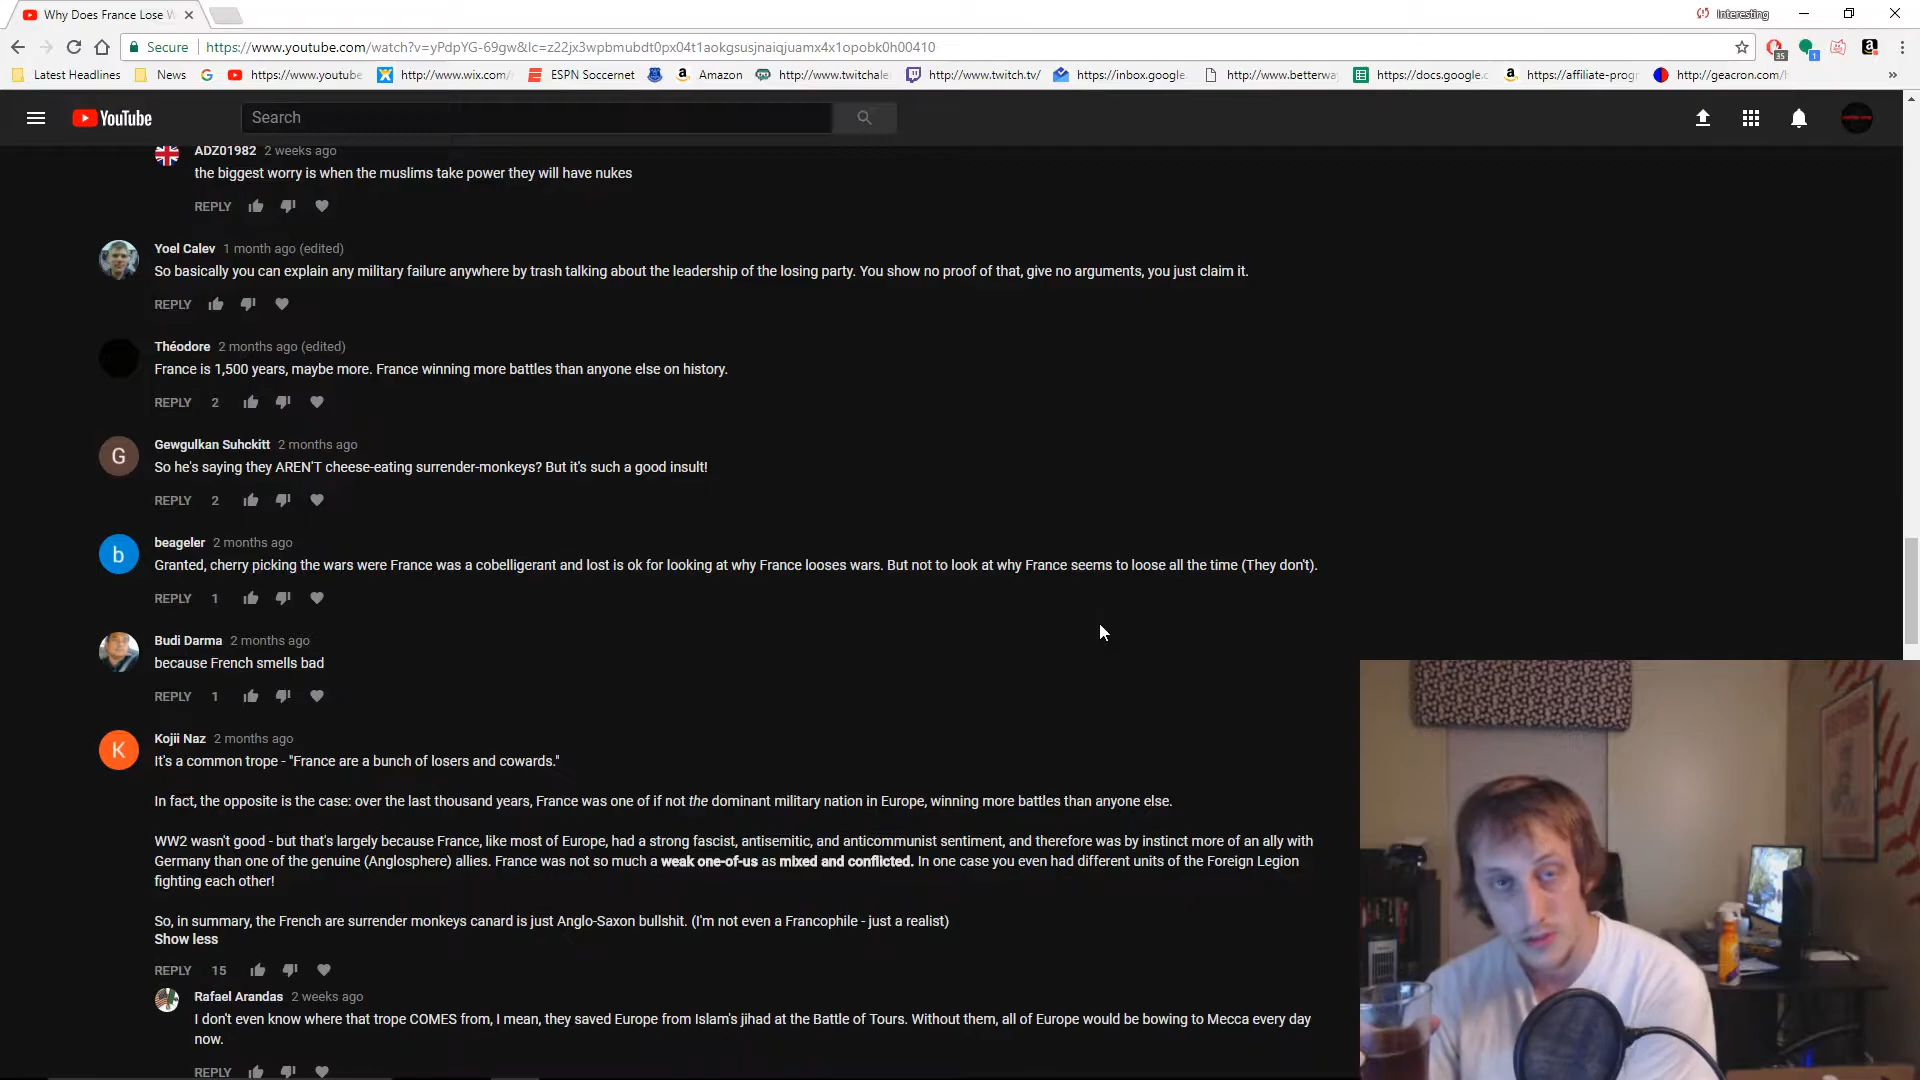 Why Does France Lose W
Interesting
Secure
https://www.youtube.com/watch?v=yPdpYG-69gw&lc=z22jx3wpbmubdt0px04t1aokgsusjnaiqjuamx4x1opobk0h00410
35
1
Latest Headlines
News
https://www.youtube
http://www.wix.com/
ESPN Soccernet
Amazon
http://www.twitchale
http://www.twitch.tv/
https://inbox.google.
http://www.betterwa
https://docs.google.c
https://affiliate-prog
http://geacron.com/
YouTube
Search
ADZ01982 2 weeks ago
the biggest worry is when the muslims take power they will have nukes
REPLY
Yoel Calev 1 month ago (edited)
So basically you can explain any military failure anywhere by trash talking about the leadership of the losing party. You show no proof of that, give no arguments, you just claim it.
REPLY
Théodore 2 months ago (edited)
France is 1,500 years, maybe more. France winning more battles than anyone else on history.
REPLY 2
G
Gewgulkan Suhckitt 2 months ago
So he's saying they AREN'T cheese-eating surrender-monkeys? But it's such a good insult!
REPLY 2
b
beageler 2 months ago
Granted, cherry picking the wars were France was a cobelligerant and lost is ok for looking at why France looses wars. But not to look at why France seems to loose all the time (They don't).
REPLY 1
Budi Darma 2 months ago
because French smells bad
REPLY 1
K
Kojii Naz 2 months ago
It's a common trope - "France are a bunch of losers and cowards."
In fact, the opposite is the case: over the last thousand years, France was one of if not the dominant military nation in Europe, winning more battles than anyone else.
WW2 wasn't good - but that's largely because France, like most of Europe, had a strong fascist, antisemitic, and anticommunist sentiment, and therefore was by instinct more of an ally with
Germany than one of the genuine (Anglosphere) allies. France was not so much a weak one-of-us as mixed and conflicted. In one case you even had different units of the Foreign Legion
fighting each other!
So, in summary, the French are surrender monkeys canard is just Anglo-Saxon bullshit. (I'm not even a Francophile - just a realist)
Show less
REPLY 15
Rafael Arandas 2 weeks ago
I don't even know where that trope COMES from, I mean, they saved Europe from Islam's jihad at the Battle of Tours. Without them, all of Europe would be bowing to Mecca every day
now.
REPLY